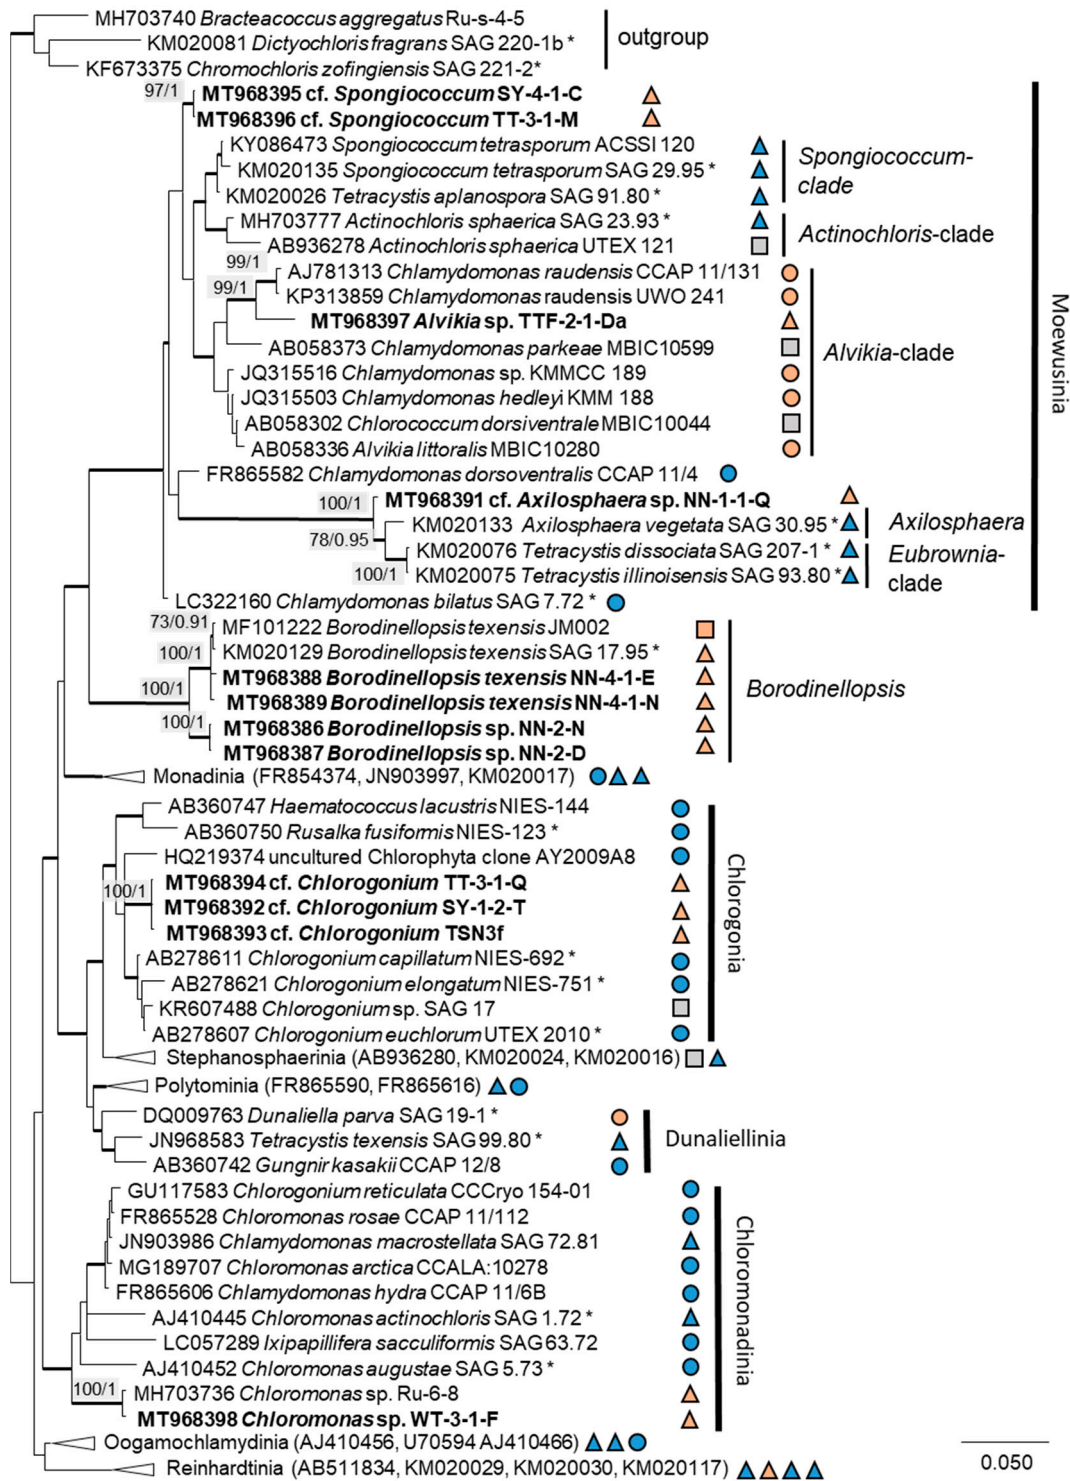 MH703740 Bracteacoccus aggregatus Ru-s-4-5
KM020081 Dictyochloris fragrans SAG 220-1b *
outgroup
KF673375 Chromochloris zofingiensis SAG 221-2 *
97/1
MT968395 cf. Spongiococcum SY-4-1-C
MT968396 cf. Spongiococcum TT-3-1-M
KY086473 Spongiococcum tetrasporum ACSSI 120
KM020135 Spongiococcum tetrasporum SAG 29.95 *
Spongiococcum-
clade
KM020026 Tetracystis aplanospora SAG 91.80 *
MH703777 Actinochloris sphaerica SAG 23.93 *
Actinochloris-clade
AB936278 Actinochloris sphaerica UTEX 121
99/1
AJ781313 Chlamydomonas raudensis CCAP 11/131
99/1
KP313859 Chlamydomonas raudensis UWO 241
MT968397 Alvikia sp. TTF-2-1-Da
AB058373 Chlamydomonas parkeae MBIC10599
Alvikia-clade
JQ315516 Chlamydomonas sp. KMMCC 189
JQ315503 Chlamydomonas hedleyi KMM 188
AB058302 Chlorococcum dorsiventrale MBIC10044
AB058336 Alvikia littoralis MBIC10280
Moewusinia
FR865582 Chlamydomonas dorsoventralis CCAP 11/4
100/1
MT968391 cf. Axilosphaera sp. NN-1-1-Q
KM020133 Axilosphaera vegetata SAG 30.95 *
Axilosphaera
78/0.95
KM020076 Tetracystis dissociata SAG 207-1 *
Eubrownia-
clade
100/1
KM020075 Tetracystis illinoisensis SAG 93.80 *
LC322160 Chlamydomonas bilatus SAG 7.72 *
73/0.91
MF101222 Borodinellopsis texensis JM002
100/1
KM020129 Borodinellopsis texensis SAG 17.95 *
MT968388 Borodinellopsis texensis NN-4-1-E
100/1
Borodinellopsis
MT968389 Borodinellopsis texensis NN-4-1-N
100/1
MT968386 Borodinellopsis sp. NN-2-N
MT968387 Borodinellopsis sp. NN-2-D
Monadinia (FR854374, JN903997, KM020017)
AB360747 Haematococcus lacustris NIES-144
AB360750 Rusalka fusiformis NIES-123 *
HQ219374 uncultured Chlorophyta clone AY2009A8
100/1
MT968394 cf. Chlorogonium TT-3-1-Q
MT968392 cf. Chlorogonium SY-1-2-T
MT968393 cf. Chlorogonium TSN3f
Chlorogonia
AB278611 Chlorogonium capillatum NIES-692 *
AB278621 Chlorogonium elongatum NIES-751 *
KR607488 Chlorogonium sp. SAG 17
AB278607 Chlorogonium euchlorum UTEX 2010 *
Stephanosphaerinia (AB936280, KM020024, KM020016)
Polytominia (FR865590, FR865616)
DQ009763 Dunaliella parva SAG 19-1 *
JN968583 Tetracystis texensis SAG 99.80 *
Dunaliellinia
AB360742 Gungnir kasakii CCAP 12/8
GU117583 Chlorogonium reticulata CCCryo 154-01
FR865528 Chloromonas rosae CCAP 11/112
JN903986 Chlamydomonas macrostellata SAG 72.81
MG189707 Chloromonas arctica CCALA:10278
FR865606 Chlamydomonas hydra CCAP 11/6B
Chloromonadinia
AJ410445 Chloromonas actinochloris SAG 1.72 *
LC057289 Ixipapillifera sacculiformis SAG 63.72
AJ410452 Chloromonas augustae SAG 5.73 *
100/1
MH703736 Chloromonas sp. Ru-6-8
MT968398 Chloromonas sp. WT-3-1-F
Oogamochlamydinia (AJ410456, U70594 AJ410466)
Reinhardtinia (AB511834, KM020029, KM020030, KM020117)
0.050